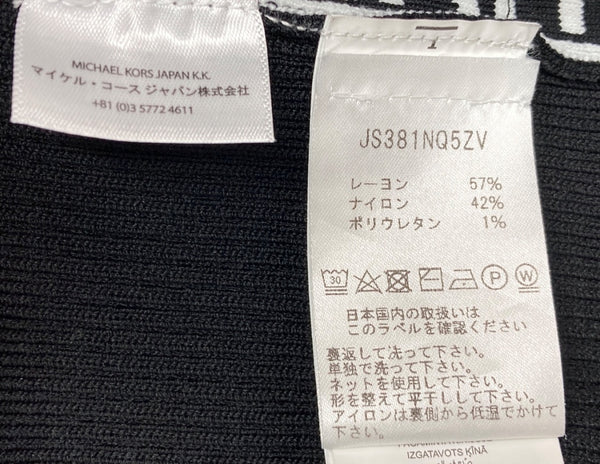 MICHAEL KORS JAPAN K.K.
マイケル・コース ジャパン株式会社
+81 (0)3 5772 4611
JS381NQ5ZV
レーヨン 57%
ナイロン 42%
ポリウレタン 1%
30
P
W
日本国内の取扱いは
このラベルを確認ください
裏返して洗って下さい。
単独で洗って下さい。
ネットを使用して下さい。
形を整えて平干しして下さい。
アイロンは裏側から低温でかけて
下さい。
IZGATAVOTS ĶĪNĀ